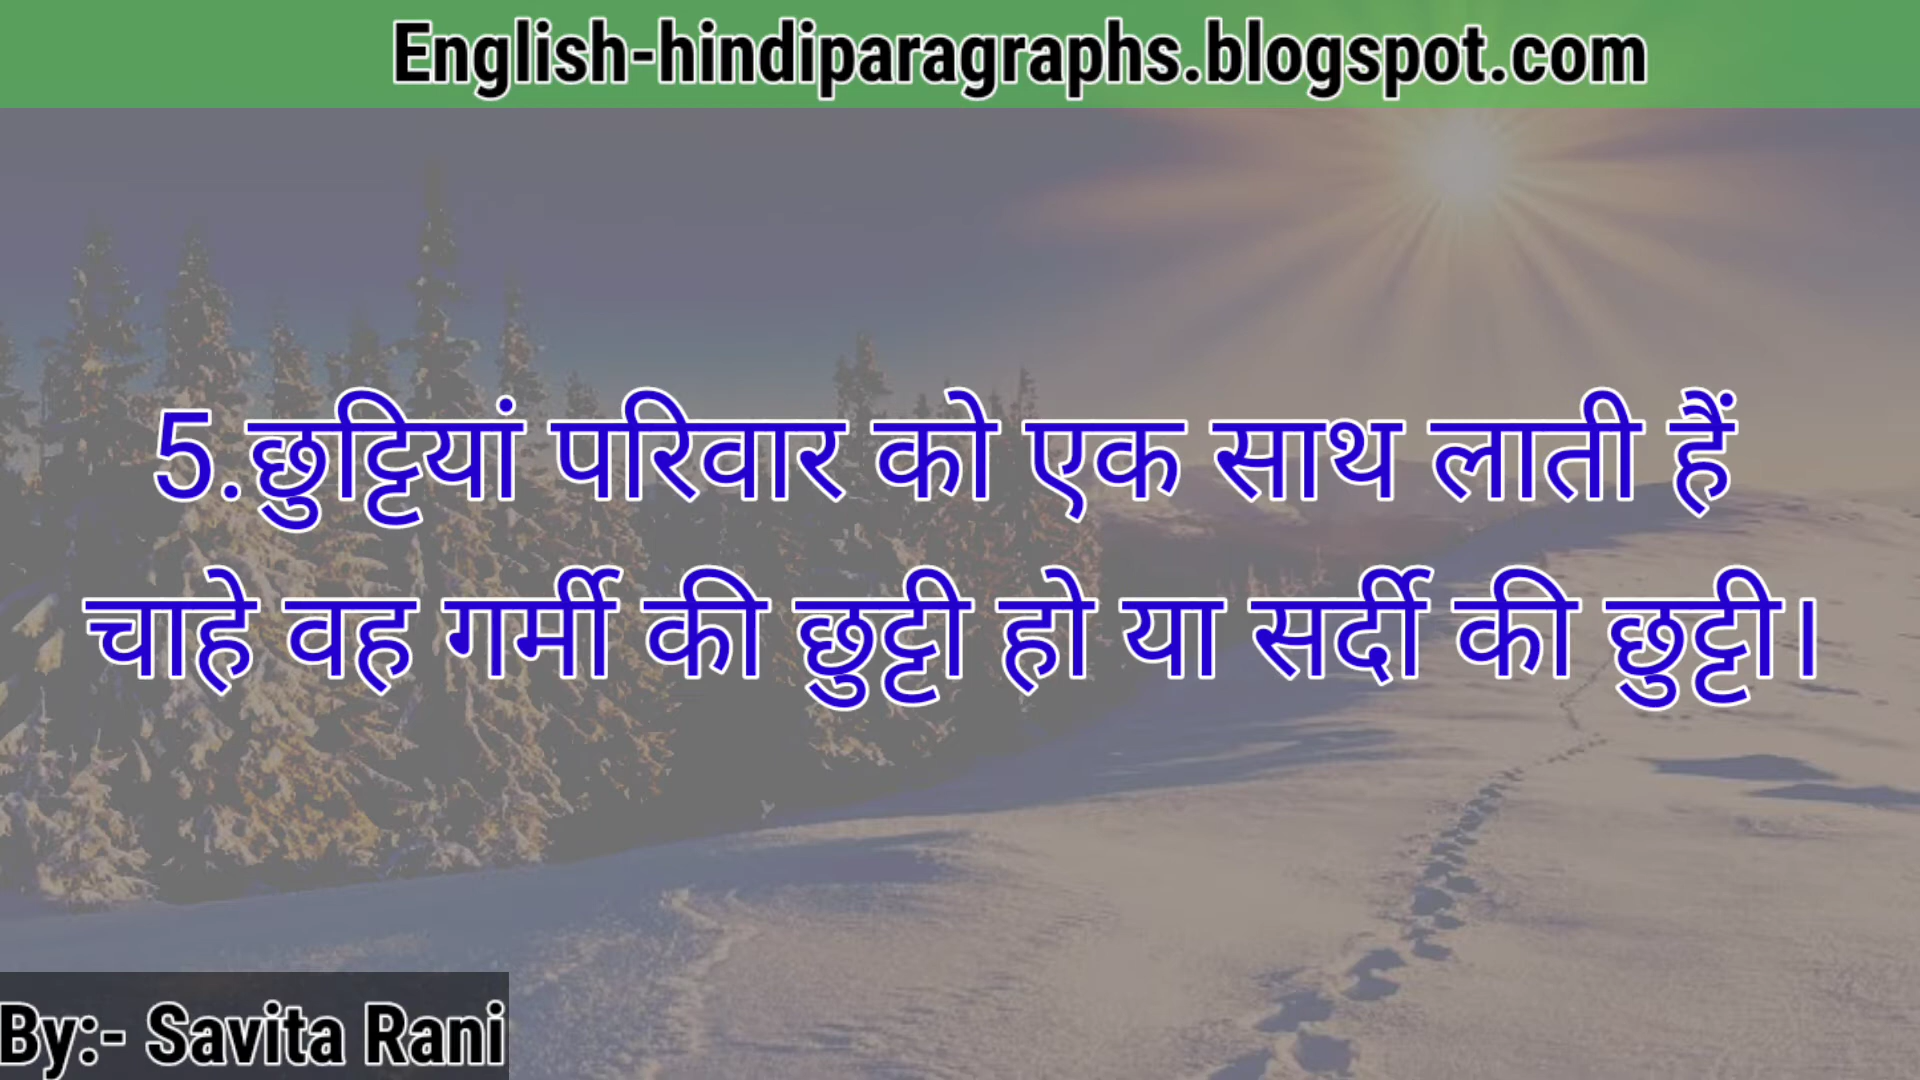 English-hindiparagraphs.blogspot.com
5.छुट्टियां परिवार को एक साथ लाती हैं
चाहे वह गर्मी की छुट्टी हो या सर्दी की छुट्टी।
By:- Savita Rani